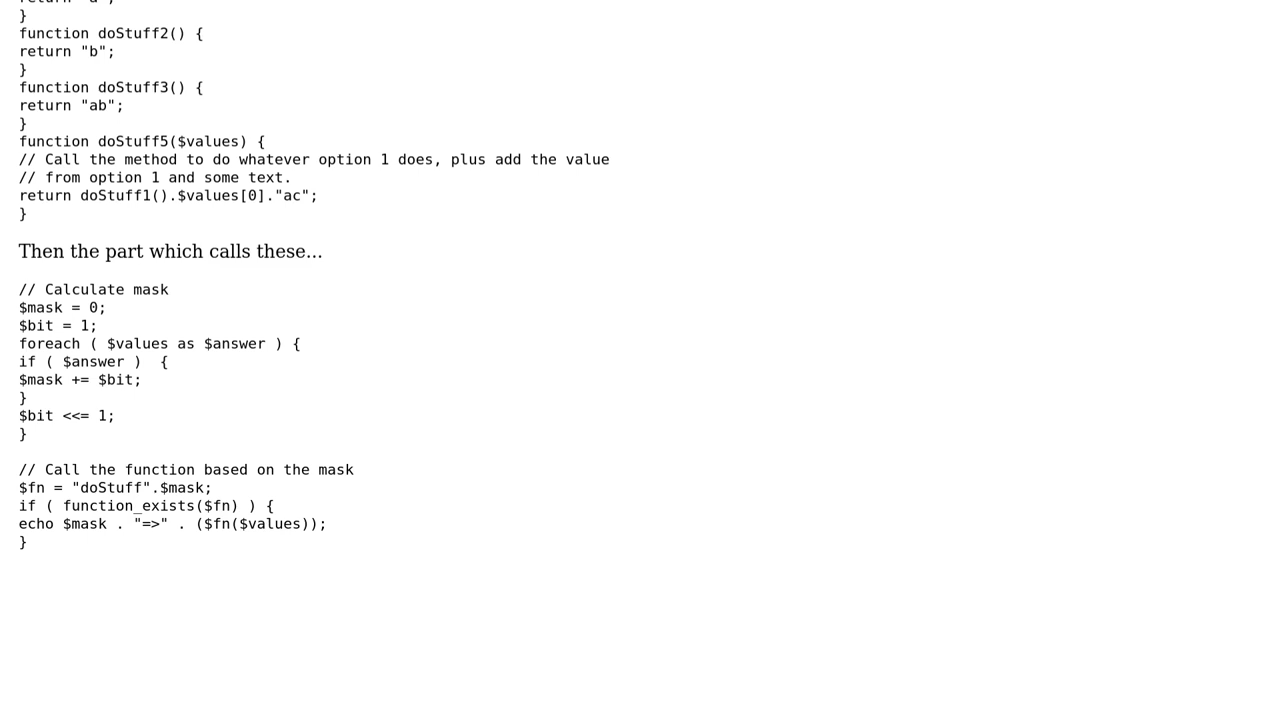 return "a";
}
function doStuff2() {
return "b";
}
function doStuff3() {
return "ab";
}
function doStuff5($values) {
// Call the method to do whatever option 1 does, plus add the value
// from option 1 and some text.
return doStuff1().$values[0]."ac";
}
Then the part which calls these...
// Calculate mask
$mask = 0;
$bit = 1;
foreach ( $values as $answer ) {
if ( $answer )  {
$mask += $bit;
}
$bit <<= 1;
}
// Call the function based on the mask
$fn = "doStuff".$mask;
if ( function_exists($fn) ) {
echo $mask . "=>" . ($fn($values));
}